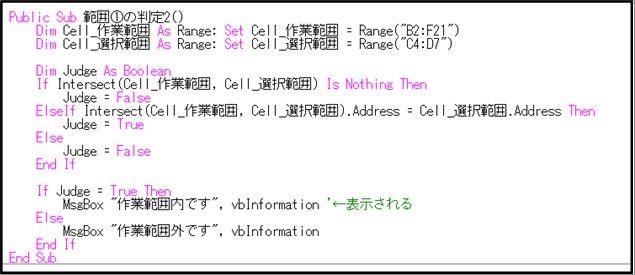 Public Sub 範囲①の判定2()
Dim Cell_作業範囲 As Range: Set Cell_作業範囲 = Range("B2:F21")
Dim Cell_選択範囲 As Range: Set Cell_選択範囲 = Range("C4:D7")
Dim Judge As Boolean
If Intersect(Cell_作業範囲, Cell_選択範囲) Is Nothing Then
Judge = False
ElseIf Intersect(Cell_作業範囲, Cell_選択範囲).Address = Cell_選択範囲.Address Then
Judge = True
Else
Judge = False
End If
If Judge = True Then
MsgBox "作業範囲内です", vbInformation '←表示される
Else
MsgBox "作業範囲外です", vbInformation
End If
End Sub